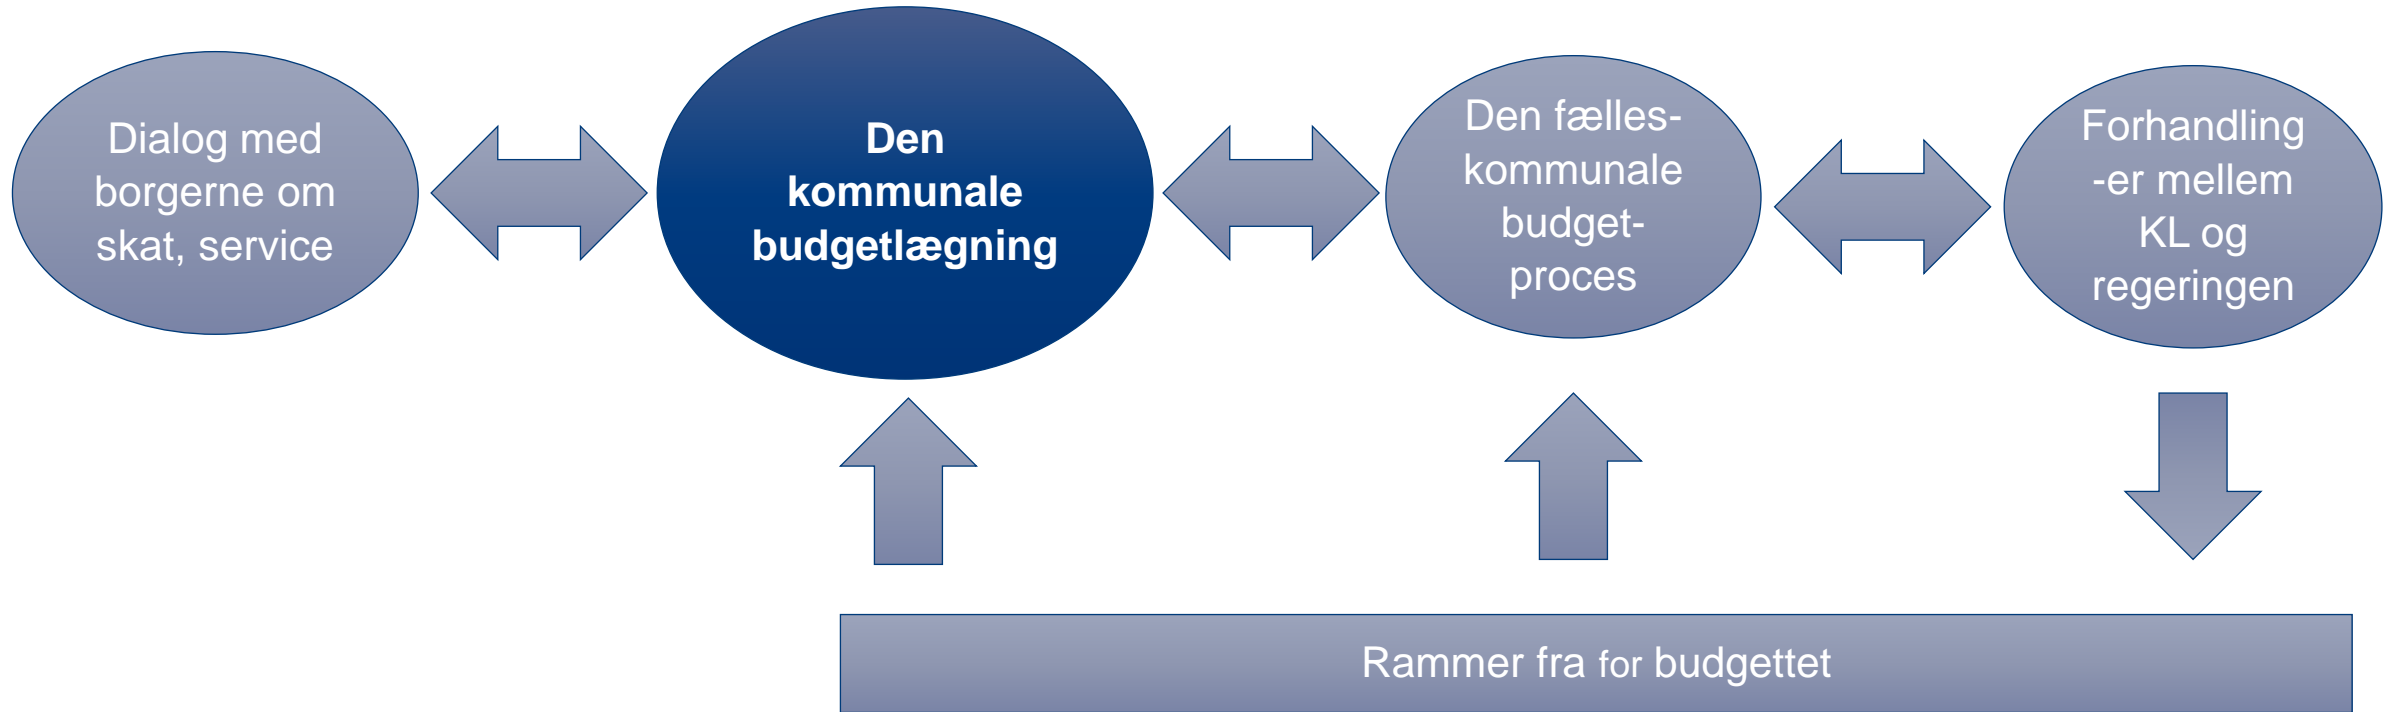 Dialog med
borgerne om
skat, service
Den
kommunale
budgetlægning
Den fælles-
kommunale
budget-
proces
Forhandling
-er mellem
KL og
regeringen
Rammer fra for budgettet